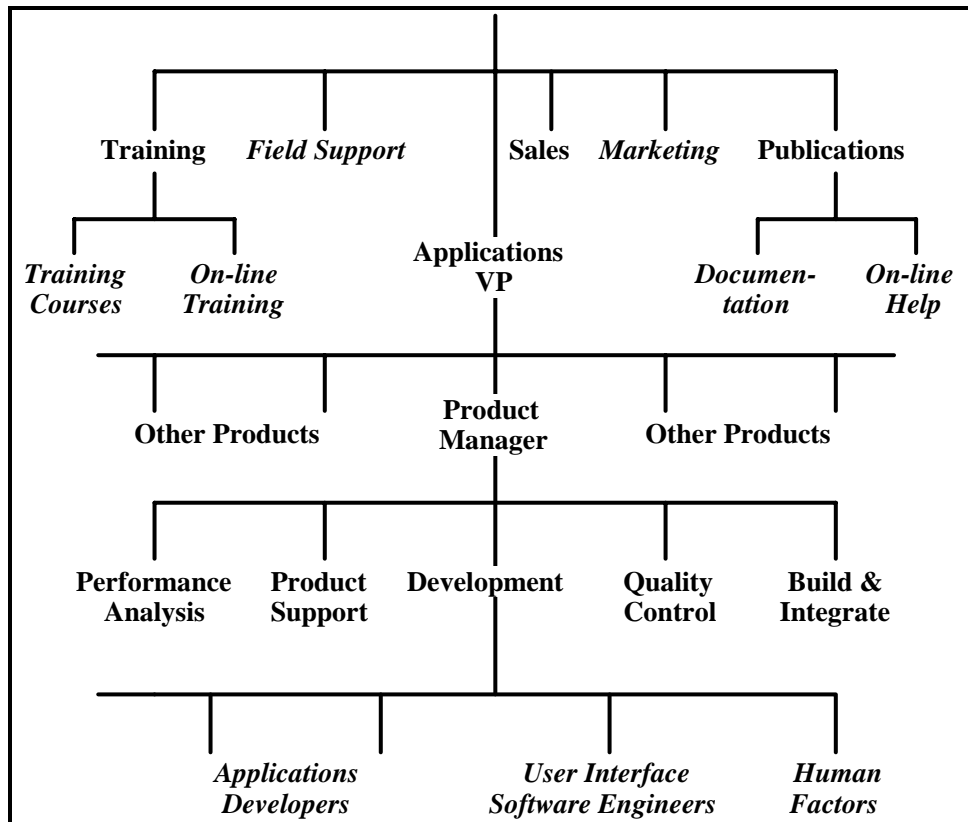 Training
Field Support
Sales
Marketing
Publications
Training
Courses
On-line
Training
Applications
VP
Documen-
tation
On-line
Help
Other Products
Product
Manager
Other Products
Performance
Analysis
Product
Support
Development
Quality
Control
Build &
Integrate
Applications
Developers
User Interface
Software Engineers
Human
Factors